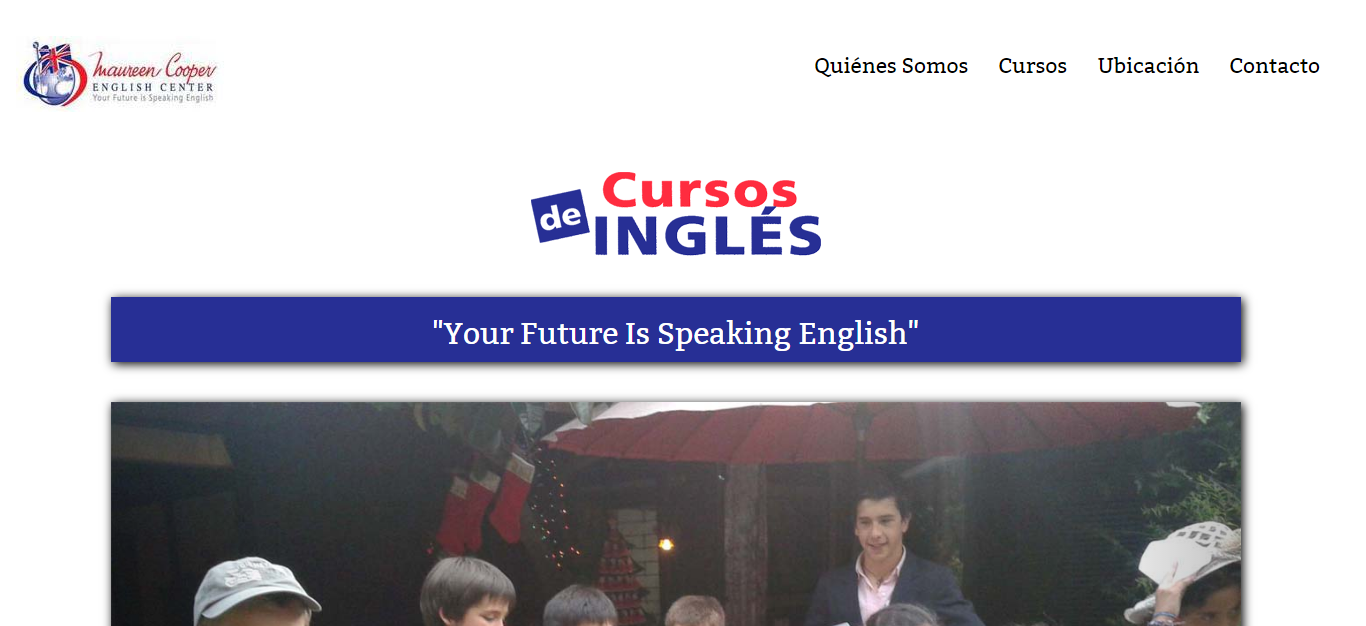 Maureen Cooper
ENGLISH CENTER
Your Future is Speaking English
Quiénes Somos
Cursos
Ubicación
Contacto
Cursos
de
INGLÉS
"Your Future Is Speaking English"